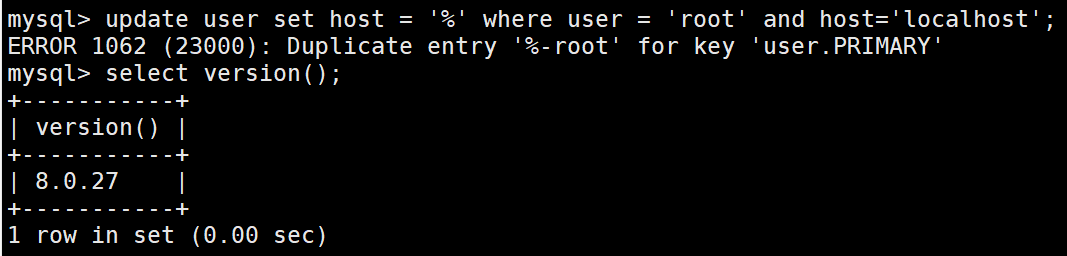 mysql> update user set host = '%' where user = 'root' and host='localhost';
ERROR 1062 (23000): Duplicate entry '%-root' for key 'user.PRIMARY'
mysql> select version();
+-----------+
| version() |
+-----------+
| 8.0.27    |
+-----------+
1 row in set (0.00 sec)